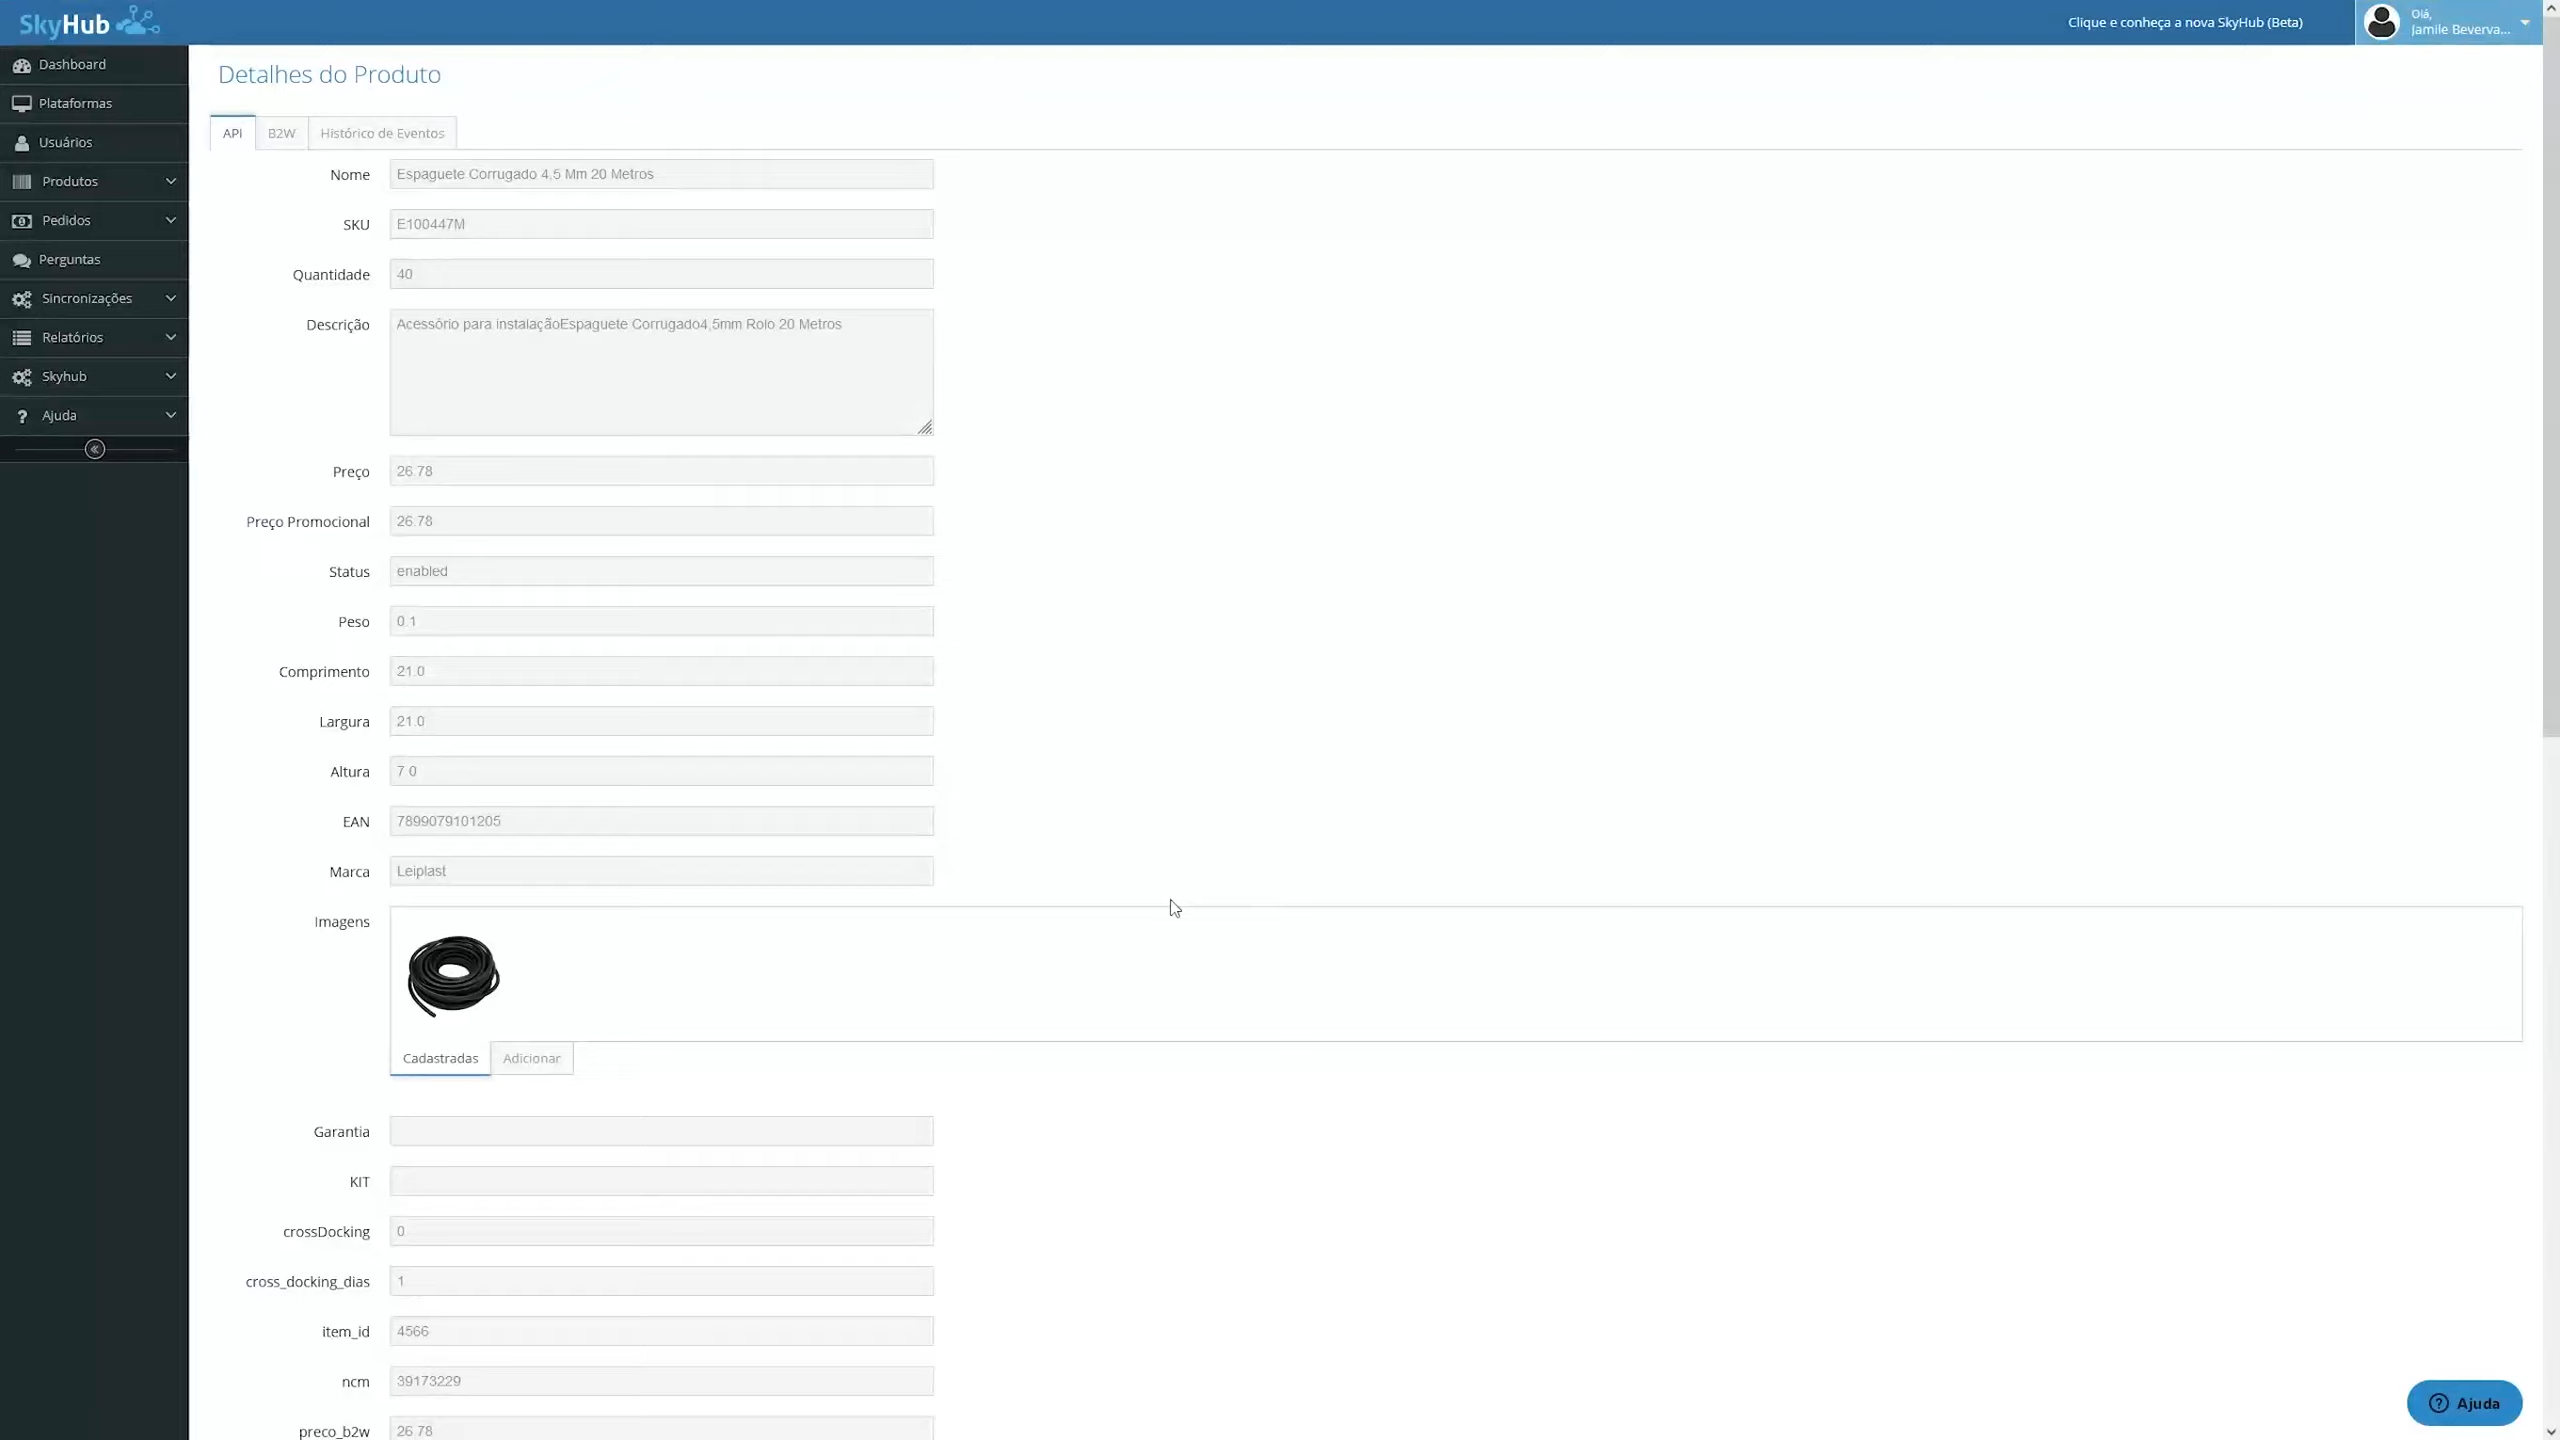 SkyHub
Clique e conheça a nova SkyHub (Beta)
Olá,
Jamile Beverva...
Dashboard
Plataformas
Usuários
Produtos
Pedidos
Perguntas
Sincronizações
Relatórios
Skyhub
Ajuda
Detalhes do Produto
API B2W Histórico de Eventos
Nome Espaguete Corrugado 4,5 Mm 20 Metros
SKU E100447M
Quantidade 40
Descrição Acessório para instalaçãoEspaguete Corrugado4,5mm Rolo 20 Metros
Preço 26.78
Preço Promocional 26.78
Status enabled
Peso 0.1
Comprimento 21.0
Largura 21.0
Altura 7.0
EAN 7899079101205
Marca Leiplast
Imagens
Cadastradas Adicionar
Garantia
KIT
crossDocking 0
cross_docking_dias 1
item_id 4566
ncm 39173229
preco_b2w 26.78
Ajuda